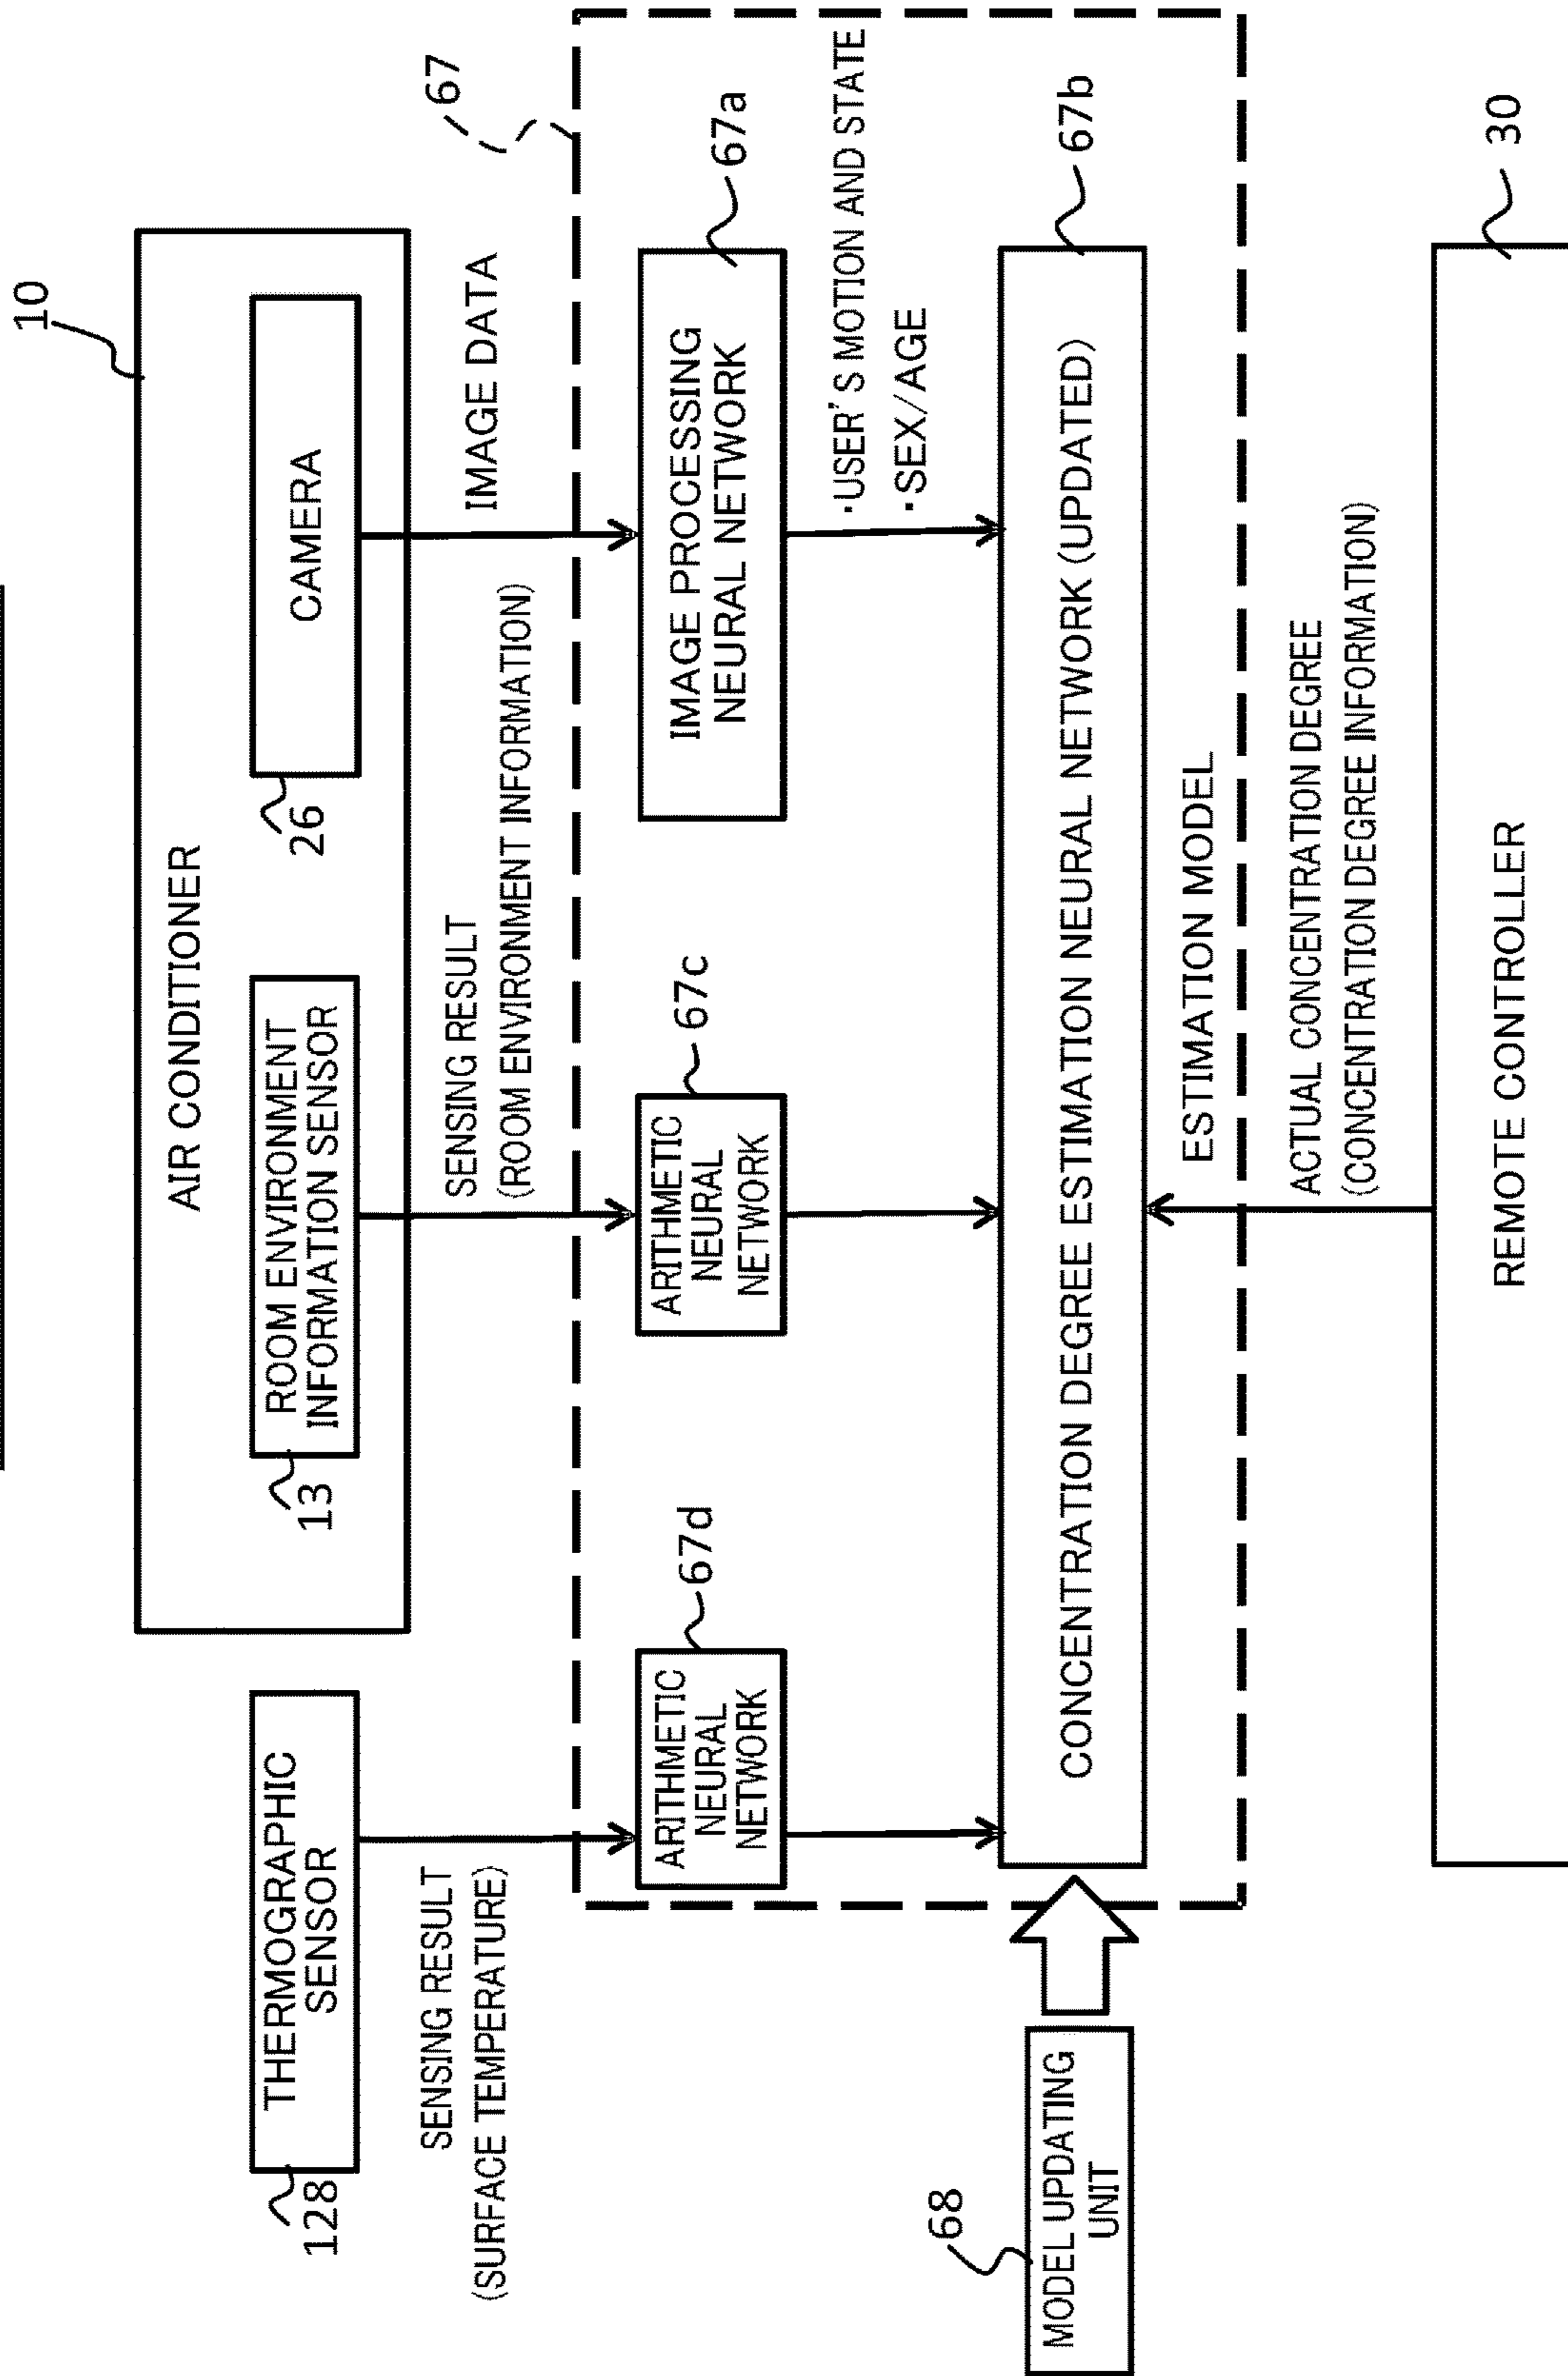 10
AIR CONDITIONER
THERMOGRAPHIC
SENSOR
128
ROOM ENVIRONMENT
INFORMATION SENSOR
13
CAMERA
26
SENSING RESULT
(SURFACE TEMPERATURE)
SENSING RESULT
(ROOM ENVIRONMENT INFORMATION)
IMAGE DATA
67
ARITHMETIC
NEURAL
NETWORK
67d
ARITHMETIC
NEURAL
NETWORK
67c
IMAGE PROCESSING
NEURAL NETWORK
67a
・USER'S MOTION AND STATE
・SEX/AGE
68
MODEL UPDATING
UNIT
CONCENTRATION DEGREE ESTIMATION NEURAL NETWORK (UPDATED)
67b
ESTIMATION MODEL
ACTUAL CONCENTRATION DEGREE
(CONCENTRATION DEGREE INFORMATION)
REMOTE CONTROLLER
30